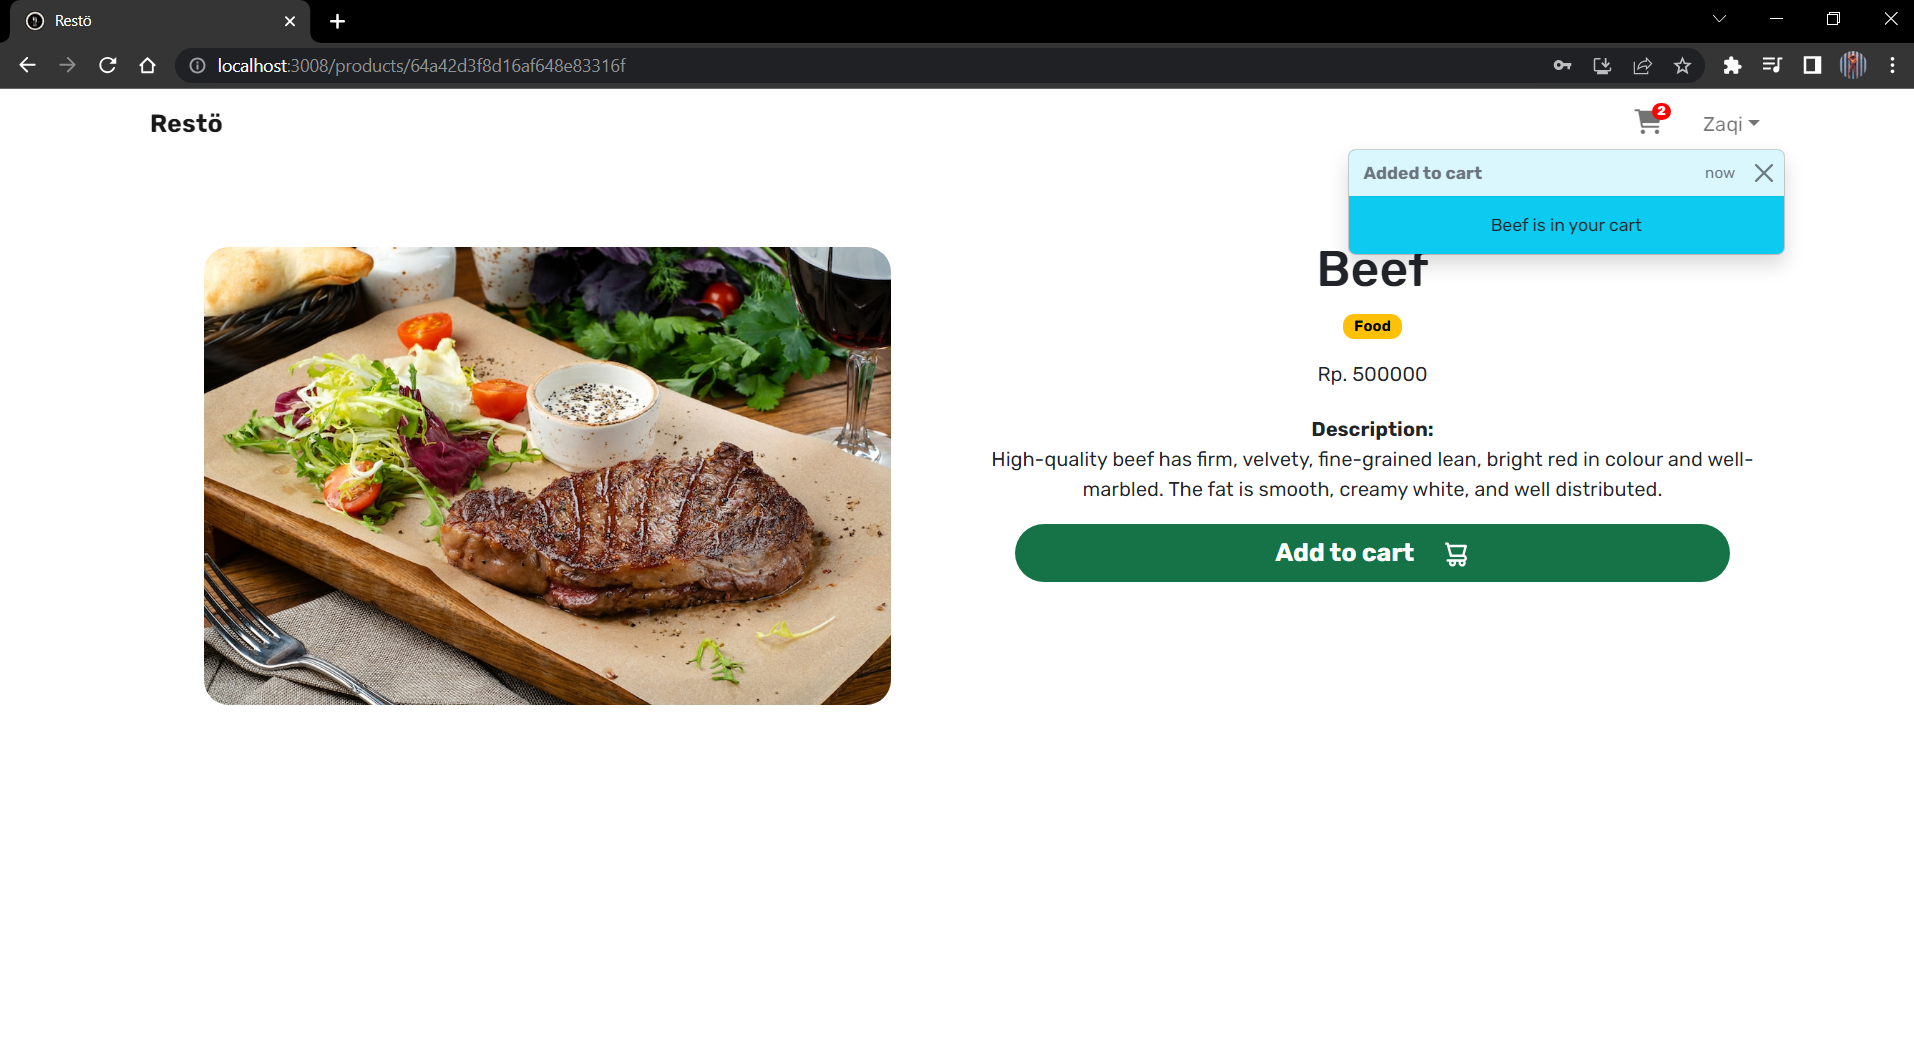 Restö
localhost:3008/products/64a42d3f8d16af648e83316f
Restö
2
Zaqi
Added to cart
now
Beef is in your cart
Beef
Food
Rp. 500000
Description:
High-quality beef has firm, velvety, fine-grained lean, bright red in colour and well-
marbled. The fat is smooth, creamy white, and well distributed.
Add to cart